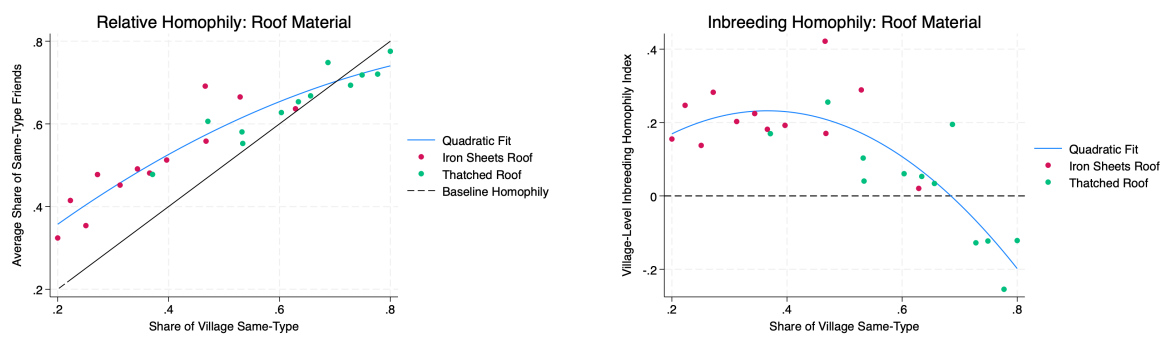 Relative Homophily: Roof Material
Average Share of Same-Type Friends
.8
.6
.4
.2
.2 .4 .6 .8
Share of Village Same-Type
Quadratic Fit
Iron Sheets Roof
Thatched Roof
Baseline Homophily
Inbreeding Homophily: Roof Material
Village-Level Inbreeding Homophily Index
.4
.2
0
-.2
.2 .4 .6 .8
Share of Village Same-Type
Quadratic Fit
Iron Sheets Roof
Thatched Roof